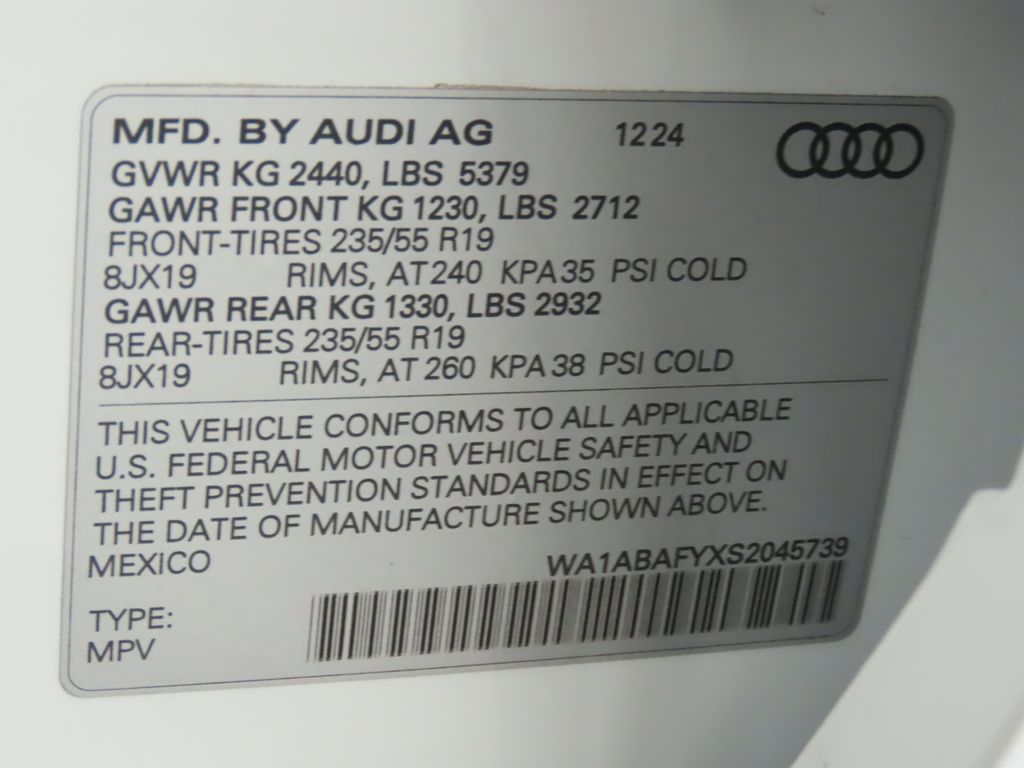 MFD. BY AUDI AG 1224
GVWR KG 2440, LBS 5379
GAWR FRONT KG 1230, LBS 2712
FRONT-TIRES 235/55 R19
8JX19 RIMS, AT 240 KPA 35 PSI COLD
GAWR REAR KG 1330, LBS 2932
REAR-TIRES 235/55 R19
8JX19 RIMS, AT 260 KPA 38 PSI COLD
THIS VEHICLE CONFORMS TO ALL APPLICABLE
U.S. FEDERAL MOTOR VEHICLE SAFETY AND
THEFT PREVENTION STANDARDS IN EFFECT ON
THE DATE OF MANUFACTURE SHOWN ABOVE.
MEXICO WA1ABAFYXS2045739
TYPE:
MPV